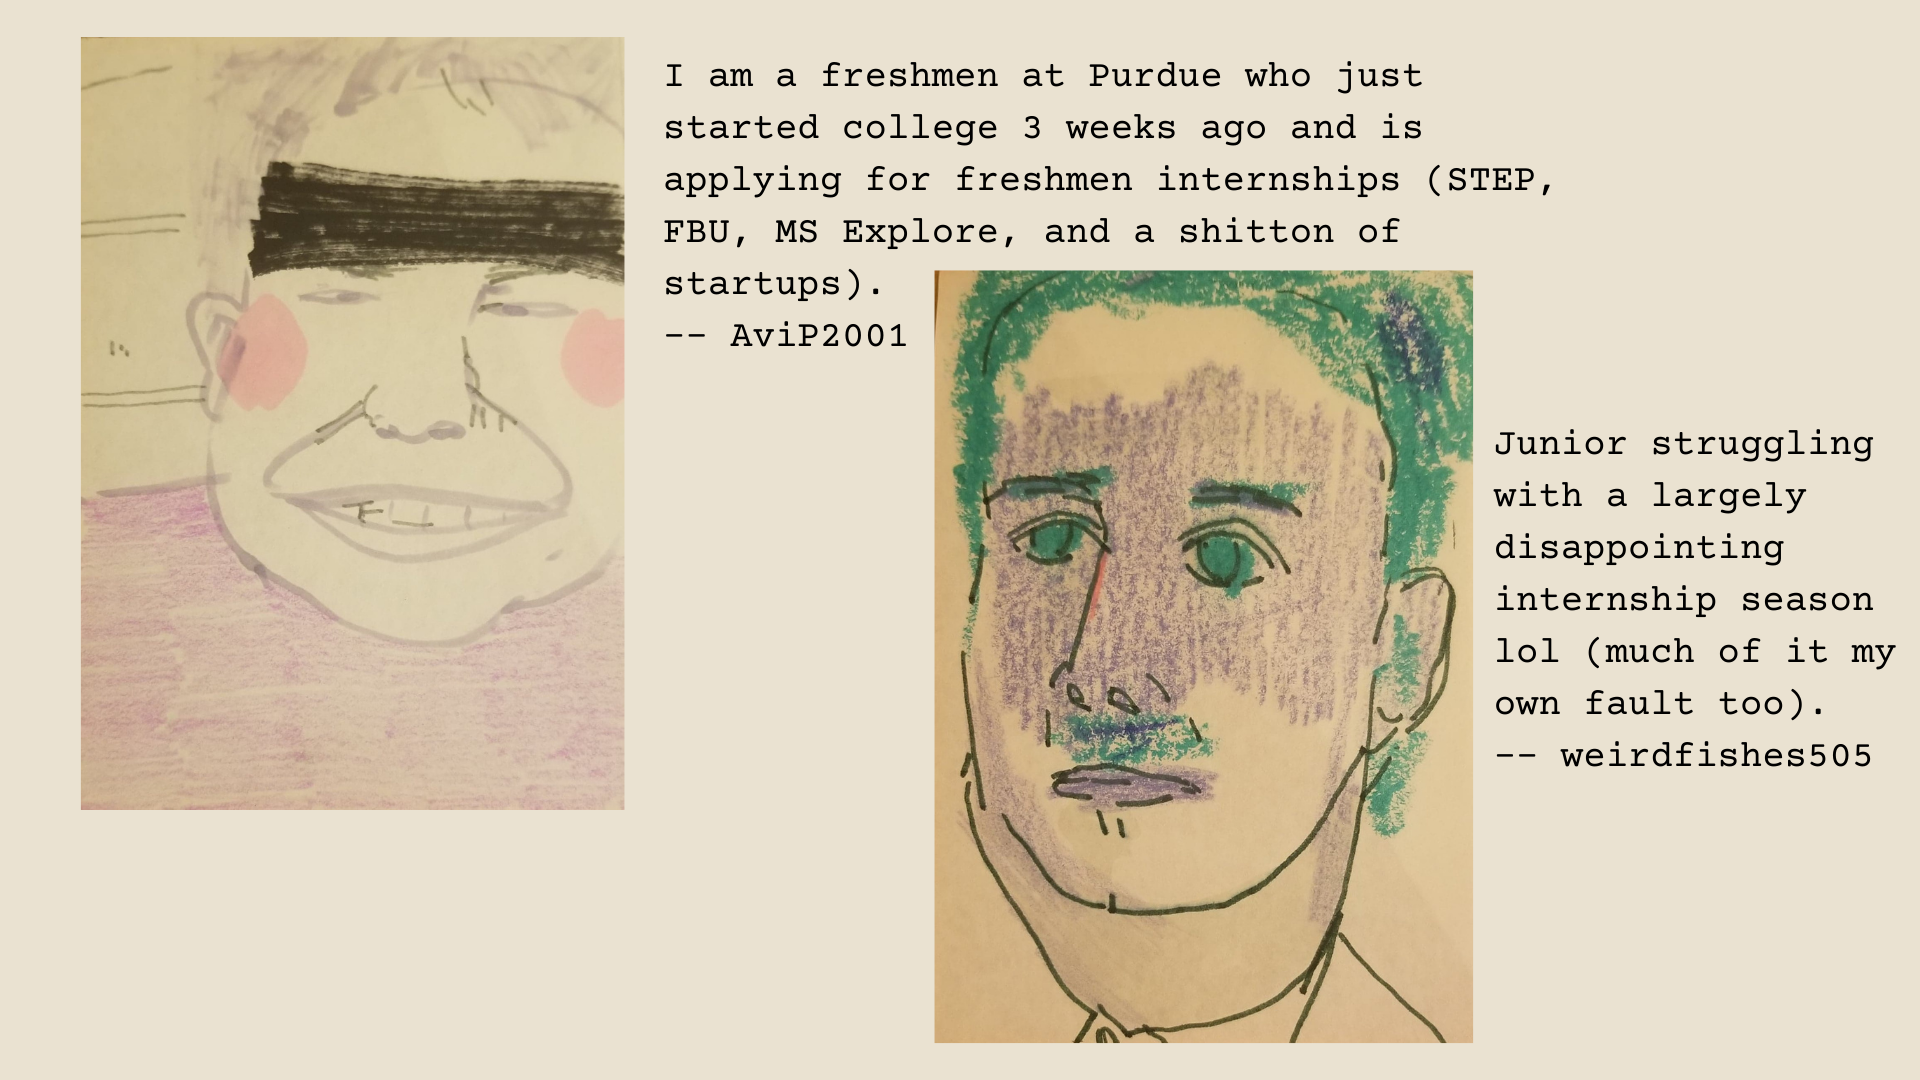 I am a freshmen at Purdue who just
started college 3 weeks ago and is
applying for freshmen internships (STEP,
FBU, MS Explore, and a shitton of
startups).
-- AviP2001
Junior struggling
with a largely
disappointing
internship season
lol (much of it my
own fault too).
-- weirdfishes505